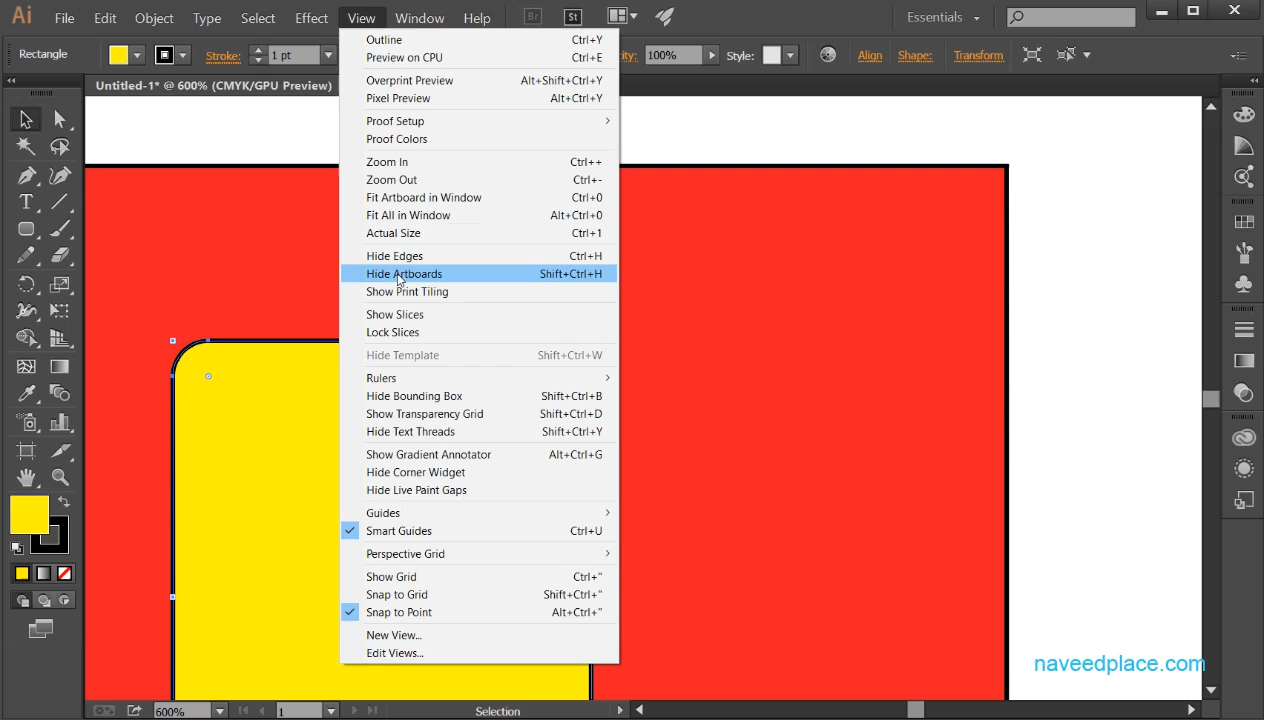 Ai File Edit Object Type Select Effect View Window Help Br St Essentials
Rectangle Stroke: 1 pt ity: 100% Style: Align Shape: Transform
Untitled-1* @ 600% (CMYK/GPU Preview)
Outline Ctrl+Y
Preview on CPU Ctrl+E
Overprint Preview Alt+Shift+Ctrl+Y
Pixel Preview Alt+Ctrl+Y
Proof Setup
Proof Colors
Zoom In Ctrl++
Zoom Out Ctrl+-
Fit Artboard in Window Ctrl+0
Fit All in Window Alt+Ctrl+0
Actual Size Ctrl+1
Hide Edges Ctrl+H
Hide Artboards Shift+Ctrl+H
Show Print Tiling
Show Slices
Lock Slices
Hide Template Shift+Ctrl+W
Rulers
Hide Bounding Box Shift+Ctrl+B
Show Transparency Grid Shift+Ctrl+D
Hide Text Threads Shift+Ctrl+Y
Show Gradient Annotator Alt+Ctrl+G
Hide Corner Widget
Hide Live Paint Gaps
Guides
Smart Guides Ctrl+U
Perspective Grid
Show Grid Ctrl+"
Snap to Grid Shift+Ctrl+"
Snap to Point Alt+Ctrl+"
New View...
Edit Views...
naveedplace.com
600% 1 Selection